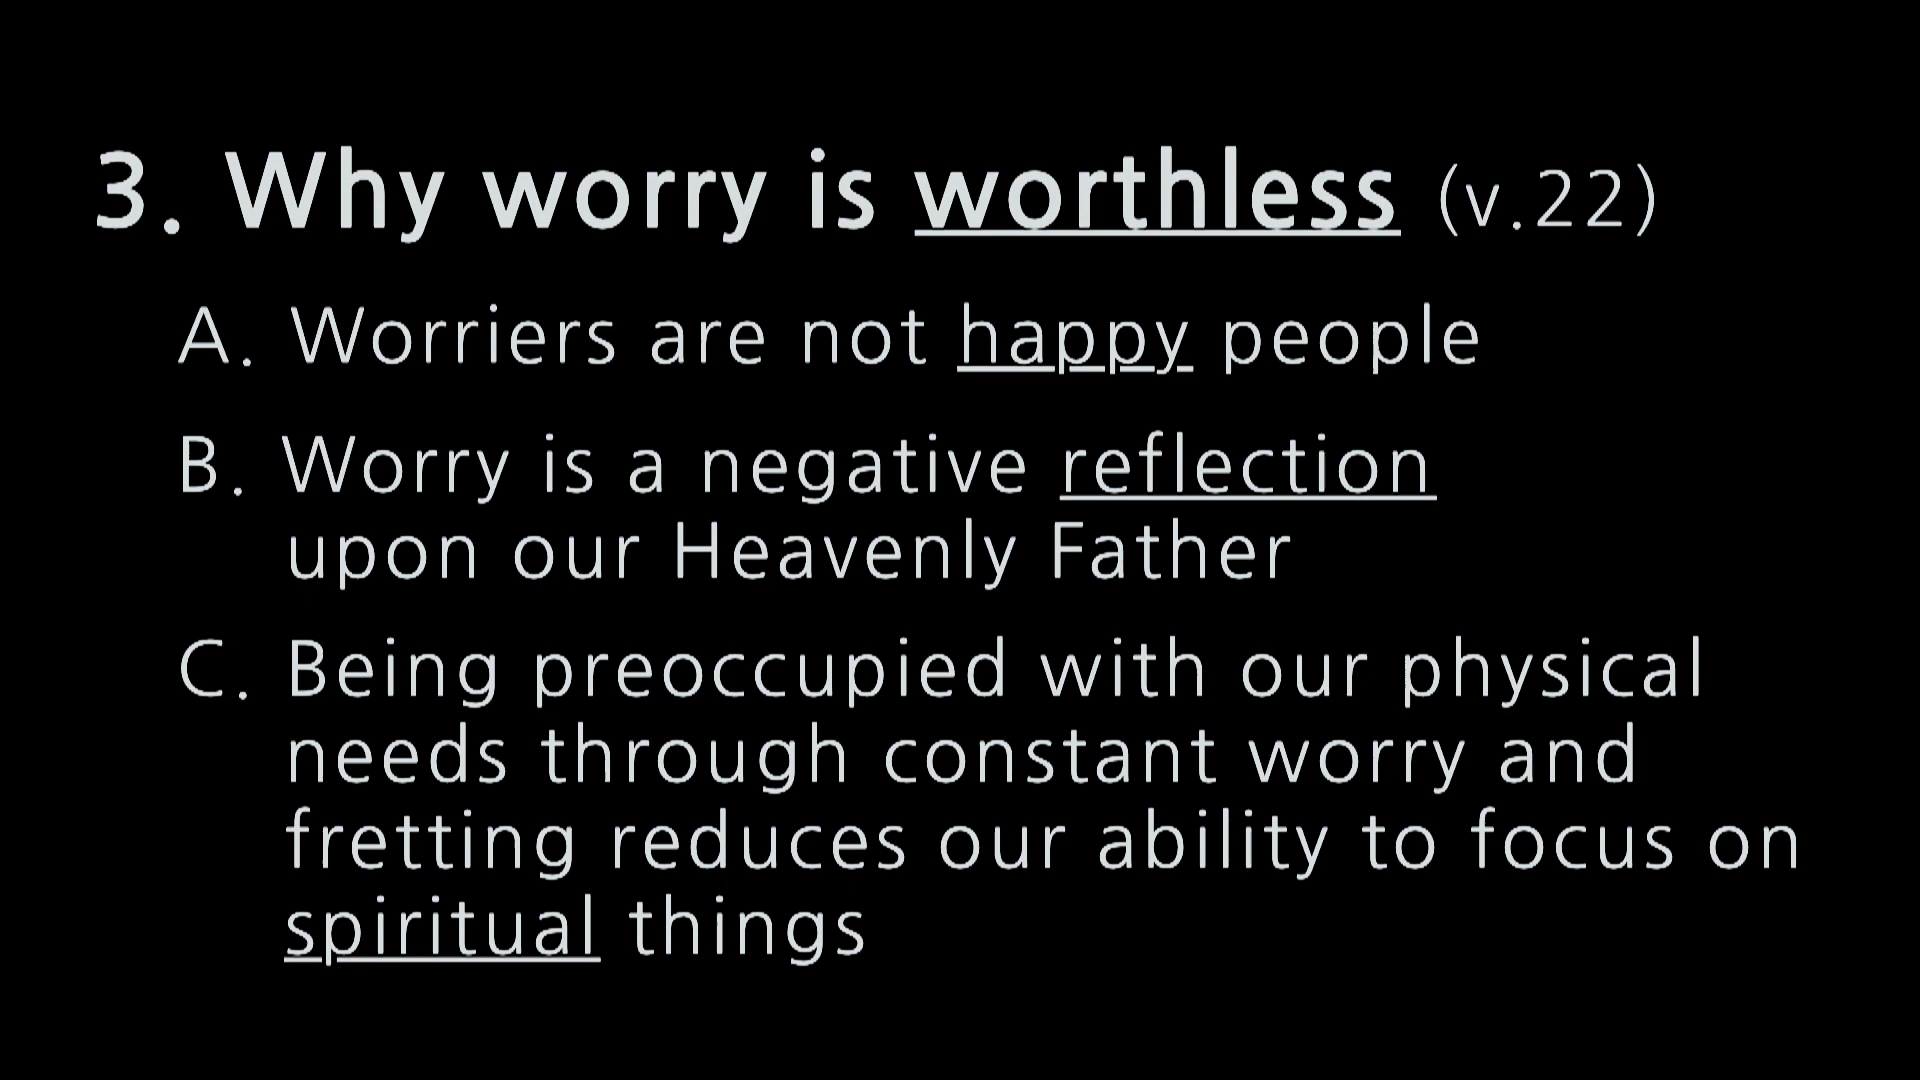 3. Why worry is worthless (v.22)
A. Worriers are not happy people
B. Worry is a negative reflection
upon our Heavenly Father
C. Being preoccupied with our physical
needs through constant worry and
fretting reduces our ability to focus on
spiritual things